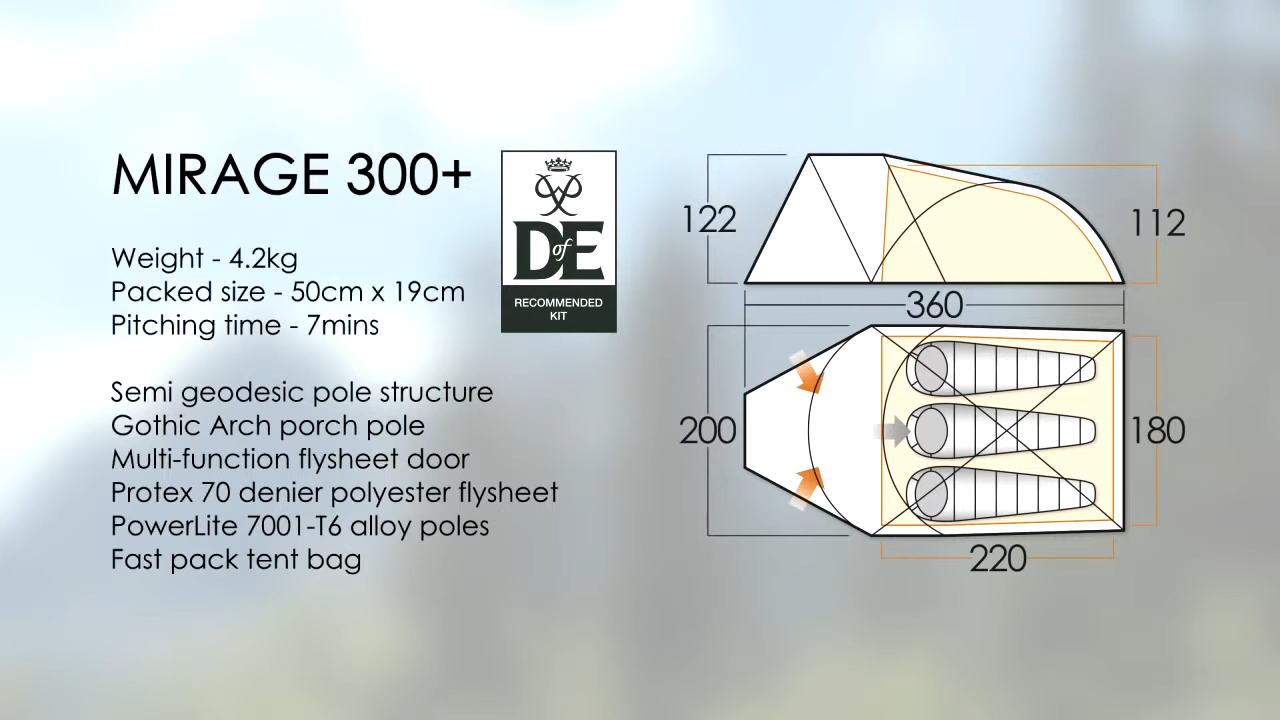 MIRAGE 300+
Weight - 4.2kg
Packed size - 50cm x 19cm
Pitching time - 7mins
Semi geodesic pole structure
Gothic Arch porch pole
Multi-function flysheet door
Protex 70 denier polyester flysheet
PowerLite 7001-T6 alloy poles
Fast pack tent bag
DofE
RECOMMENDED
KIT
122
112
360
200
180
220